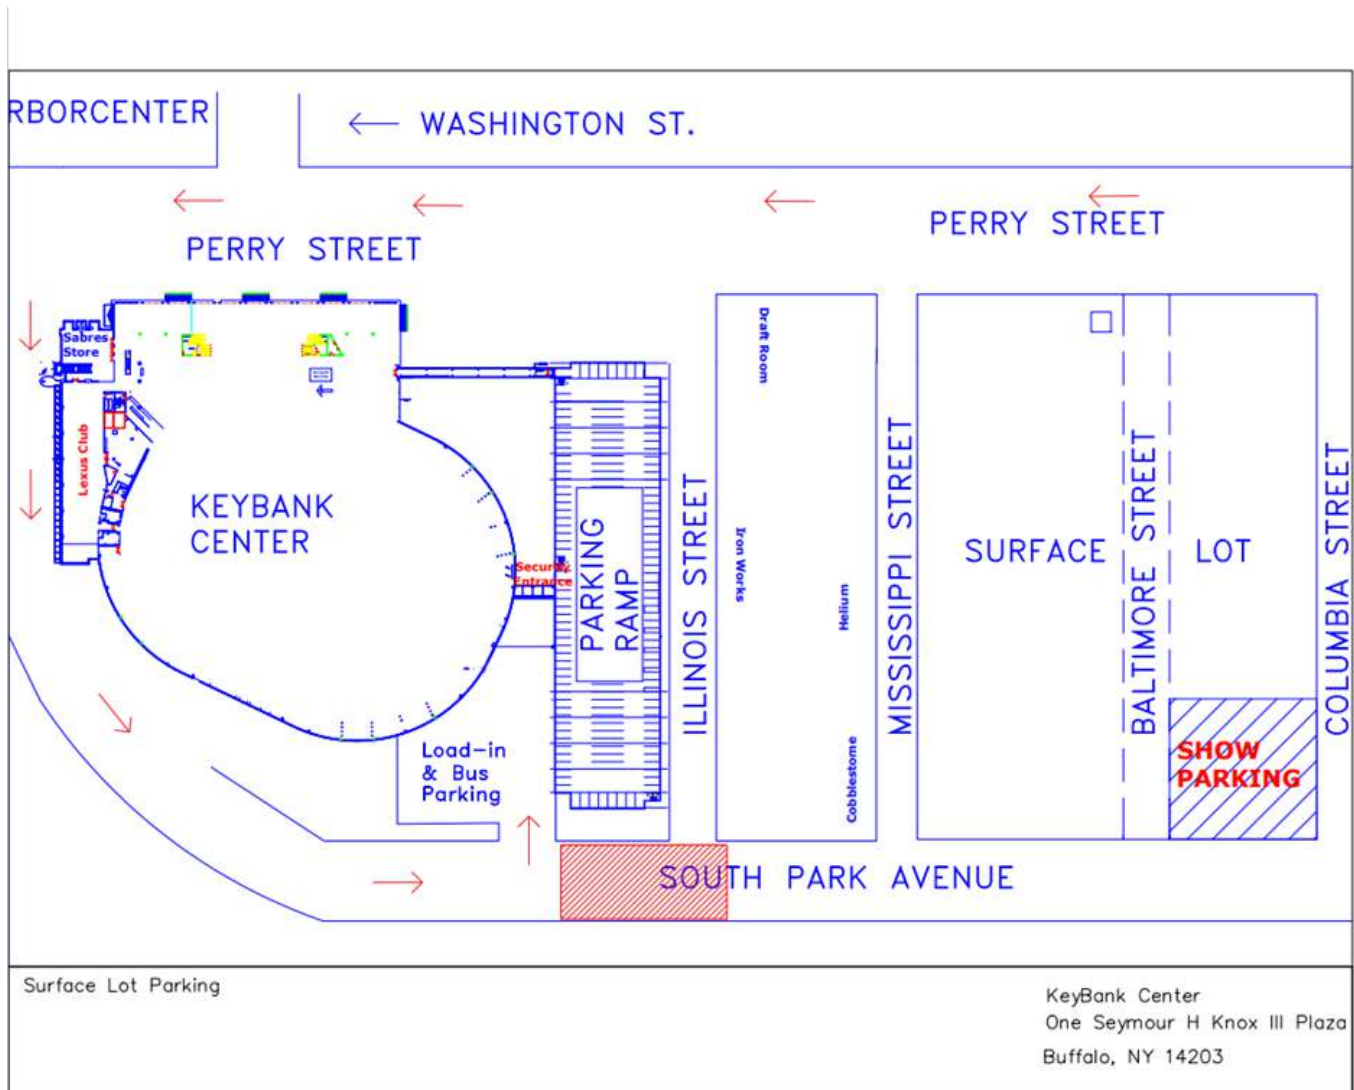 RBORCENTER
WASHINGTON ST.
PERRY STREET
PERRY STREET
Sabres
Store
Lexus Club
KEYBANK
CENTER
Security
Entrance
PARKING
RAMP
ILLINOIS STREET
Draft Room
Iron Works
Helium
Cobblestome
MISSISSIPPI STREET
SURFACE
BALTIMORE STREET
LOT
COLUMBIA STREET
SHOW
PARKING
Load-in
& Bus
Parking
SOUTH PARK AVENUE
Surface Lot Parking
KeyBank Center
One Seymour H Knox III Plaza
Buffalo, NY 14203